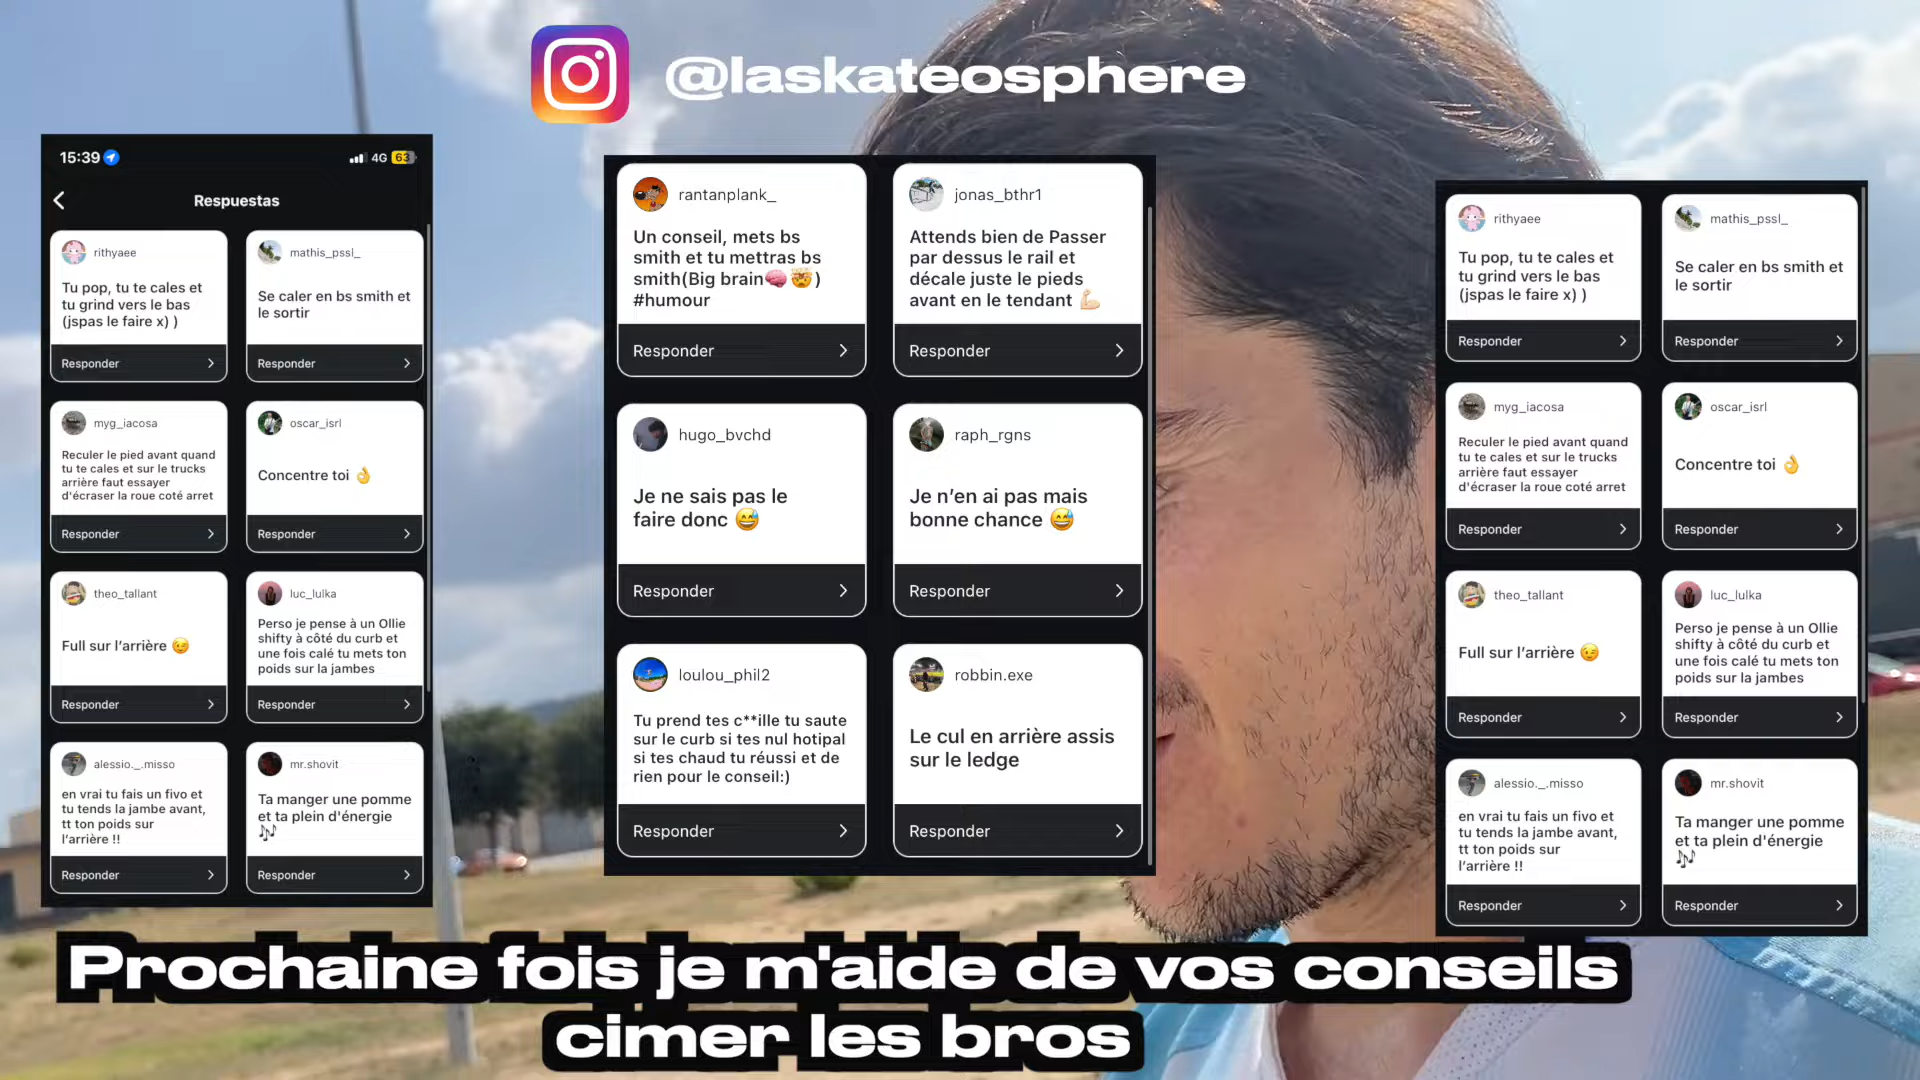 @laskateosphere
15:39
4G
63
Respuestas
rithyaee
Tu pop, tu te cales et
tu grind vers le bas
(jspas le faire x) )
Responder
mathis_pssl_
Se caler en bs smith et
le sortir
Responder
myg_iacosa
Reculer le pied avant quand
tu te cales et sur le trucks
arrière faut essayer
d'écraser la roue coté arret
Responder
oscar_isrl
Concentre toi 👌
Responder
theo_tallant
Full sur l’arrière 😉
Responder
luc_lulka
Perso je pense à un Ollie
shifty à côté du curb et
une fois calé tu mets ton
poids sur la jambes
Responder
alessio._.misso
en vrai tu fais un fivo et
tu tends la jambe avant,
tt ton poids sur
l’arrière !!
Responder
mr.shovit
Ta manger une pomme
et ta plein d'énergie
🎶
Responder
rantanplank_
Un conseil, mets bs
smith et tu mettras bs
smith(Big brain🧠🤯)
#humour
Responder
jonas_bthr1
Attends bien de Passer
par dessus le rail et
décale juste le pieds
avant en le tendant 💪🏻
Responder
hugo_bvchd
Je ne sais pas le
faire donc 😅
Responder
raph_rgns
Je n’en ai pas mais
bonne chance 😅
Responder
loulou_phil2
Tu prend tes c**ille tu saute
sur le curb si tes nul hotipal
si tes chaud tu réussi et de
rien pour le conseil:)
Responder
robbin.exe
Le cul en arrière assis
sur le ledge
Responder
rithyaee
Tu pop, tu te cales et
tu grind vers le bas
(jspas le faire x) )
Responder
mathis_pssl_
Se caler en bs smith et
le sortir
Responder
myg_iacosa
Reculer le pied avant quand
tu te cales et sur le trucks
arrière faut essayer
d'écraser la roue coté arret
Responder
oscar_isrl
Concentre toi 👌
Responder
theo_tallant
Full sur l’arrière 😉
Responder
luc_lulka
Perso je pense à un Ollie
shifty à côté du curb et
une fois calé tu mets ton
poids sur la jambes
Responder
alessio._.misso
en vrai tu fais un fivo et
tu tends la jambe avant,
tt ton poids sur
l’arrière !!
Responder
mr.shovit
Ta manger une pomme
et ta plein d'énergie
🎶
Responder
Prochaine fois je m'aide de vos conseils
cimer les bros